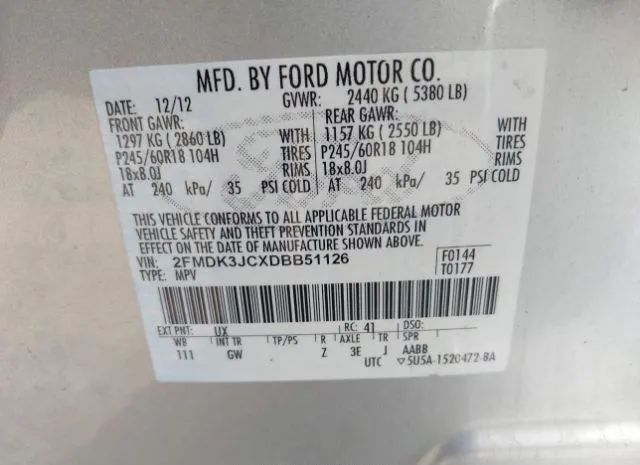 MFD. BY FORD MOTOR CO.
DATE: 12/12 GVWR: 2440 KG ( 5380 LB)
FRONT GAWR: REAR GAWR:
1297 KG ( 2860 LB) WITH 1157 KG ( 2550 LB) WITH
P245/60R18 104H TIRES P245/60R18 104H TIRES
18x8.0J RIMS 18x8.0J RIMS
AT 240 kPa/ 35 PSI COLD AT 240 kPa/ 35 PSI COLD
THIS VEHICLE CONFORMS TO ALL APPLICABLE FEDERAL MOTOR
VEHICLE SAFETY AND THEFT PREVENTION STANDARDS IN
EFFECT ON THE DATE OF MANUFACTURE SHOWN ABOVE.
VIN: 2FMDK3JCXDBB51126 F0144
TYPE: MPV T0177
EXT PNT: UX RC: 41 DSO:
WB INT TR TP/PS R AXLE TR SPR
111 GW Z 3E J AABB
UTC ▽5U5A-1520472-BA